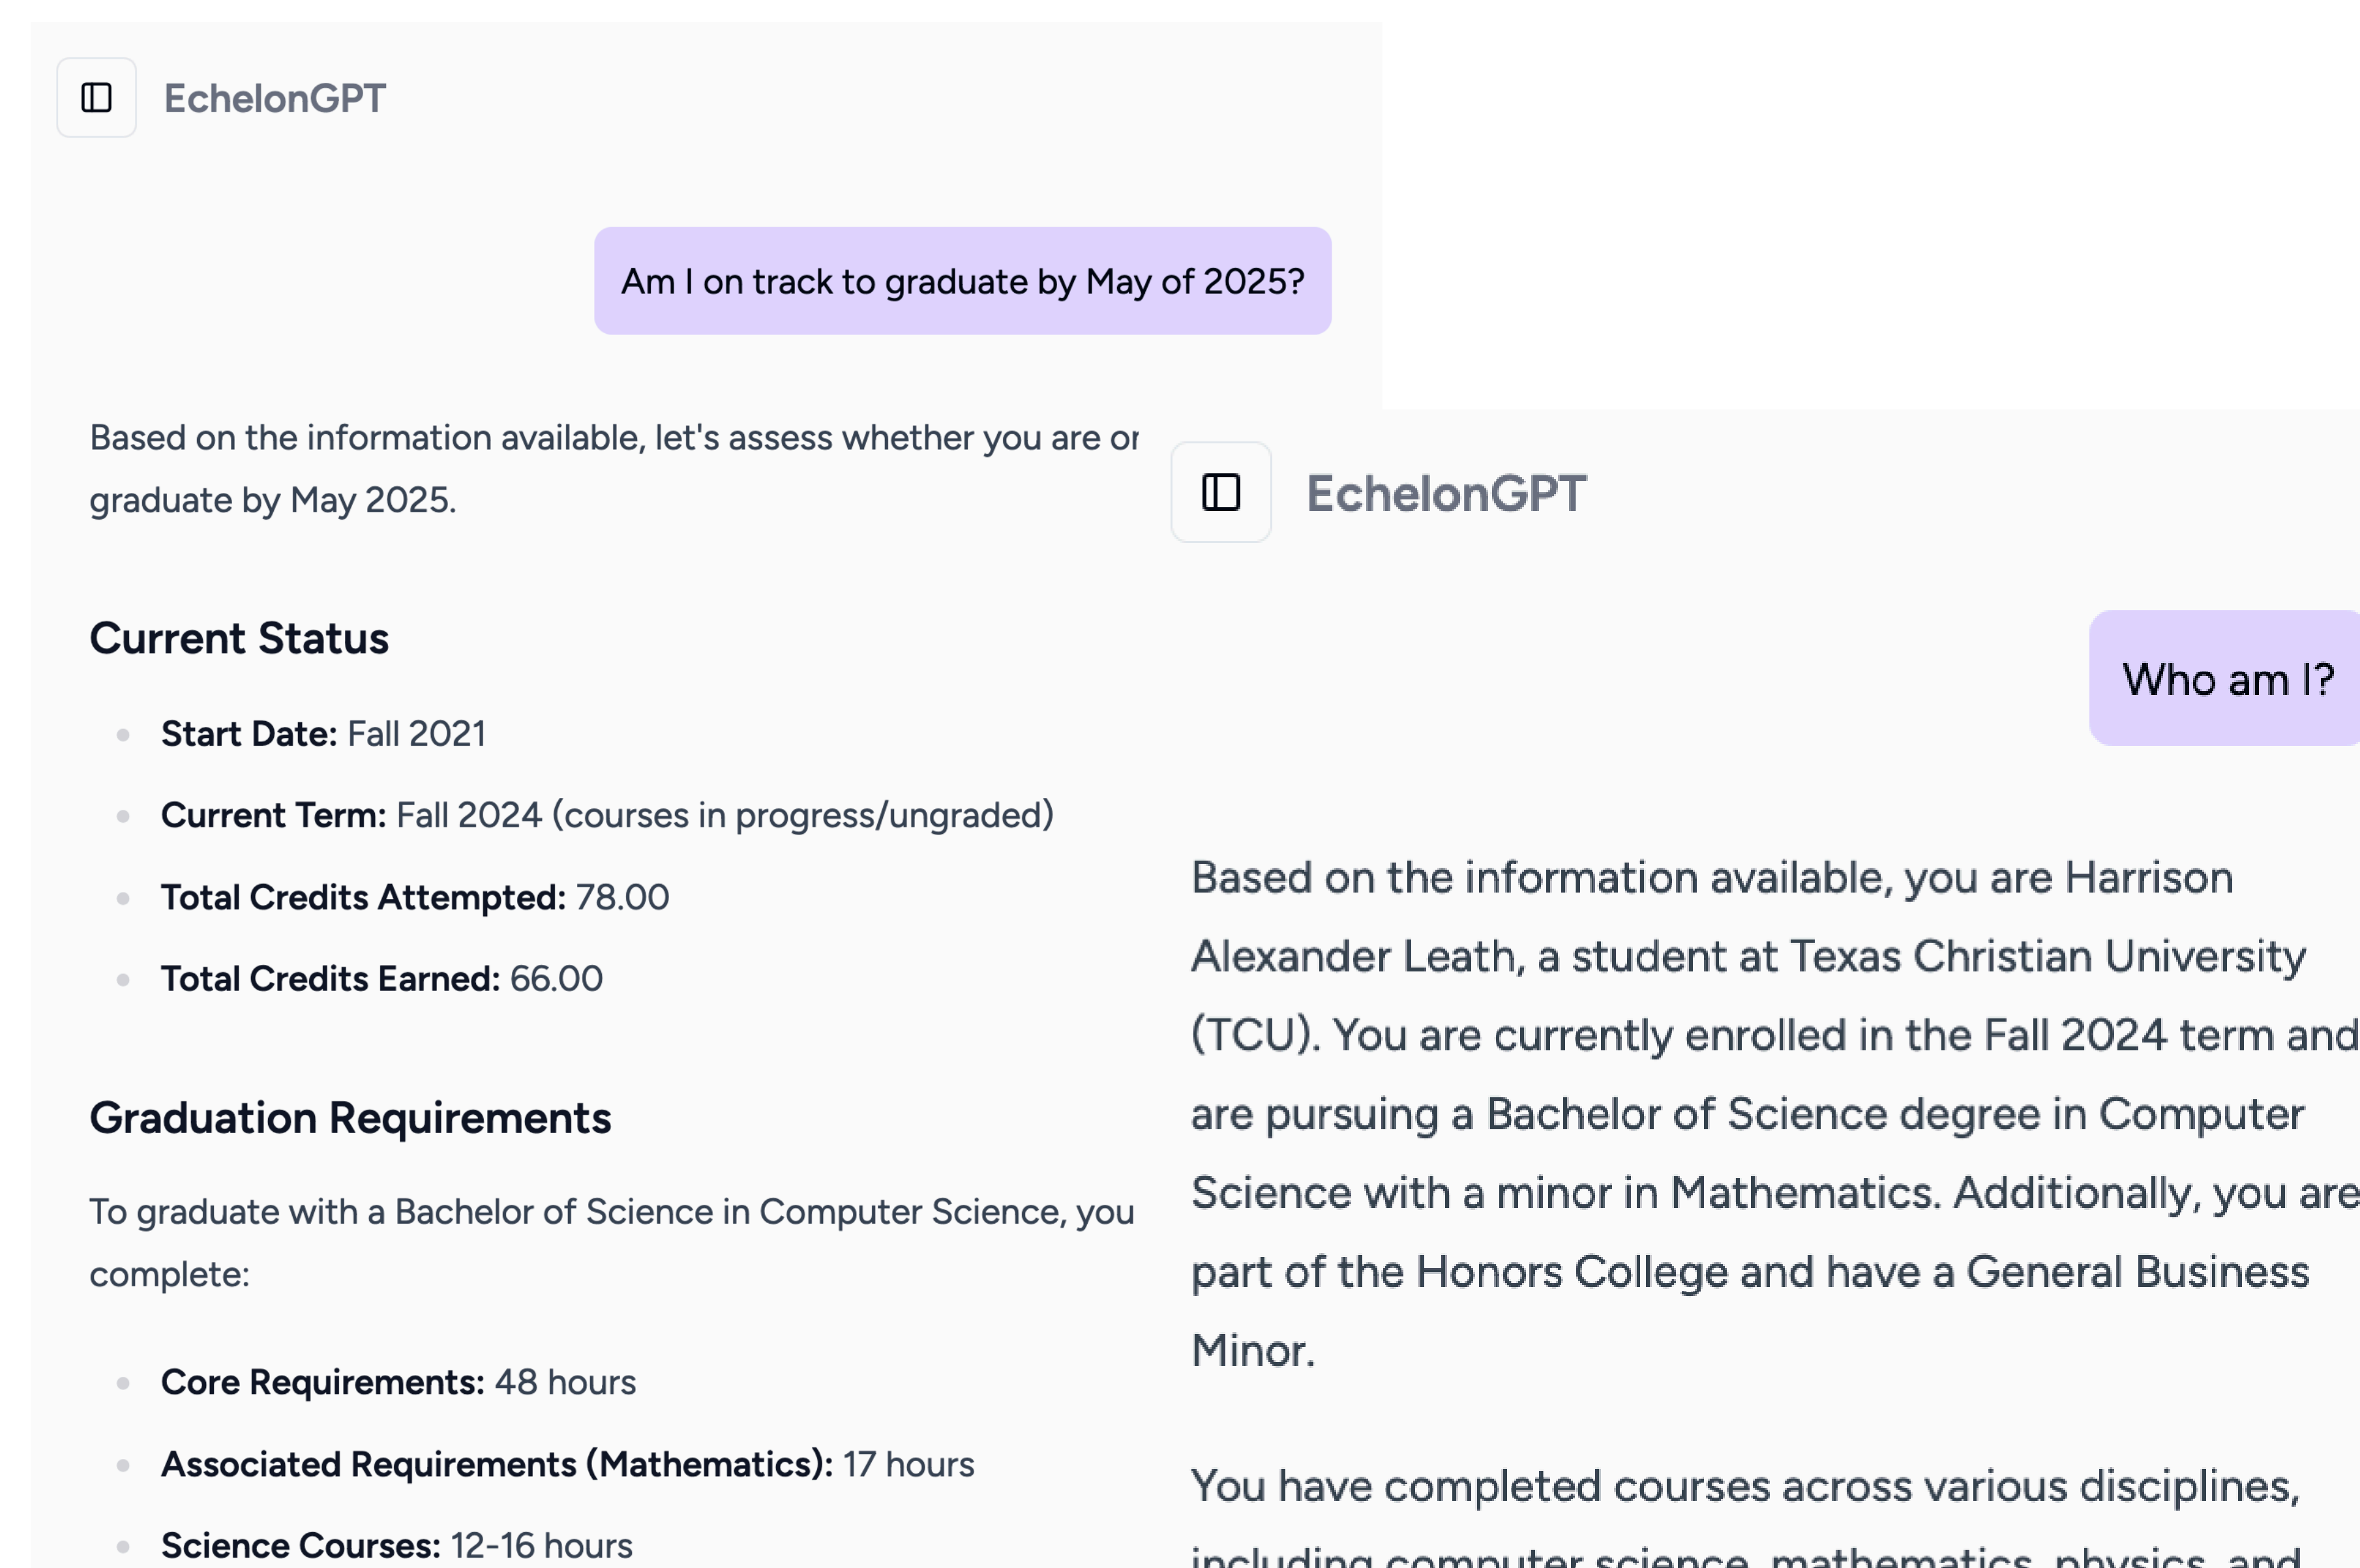 EchelonGPT
Am I on track to graduate by May of 2025?
Based on the information available, let's assess whether you are
graduate by May 2025.
Current Status
Start Date: Fall 2021
Current Term: Fall 2024 (courses in progress/ungraded)
Total Credits Attempted: 78.00
Total Credits Earned: 66.00
Graduation Requirements
To graduate with a Bachelor of Science in Computer Science, you
complete:
Core Requirements: 48 hours
Associated Requirements (Mathematics): 17 hours
Science Courses: 12-16 hours
EchelonGPT
Who am I?
Based on the information available, you are Harrison
Alexander Leath, a student at Texas Christian University
(TCU). You are currently enrolled in the Fall 2024 term and
are pursuing a Bachelor of Science degree in Computer
Science with a minor in Mathematics. Additionally, you are
part of the Honors College and have a General Business
Minor.
You have completed courses across various disciplines,
including computer science, mathematics, physics, and